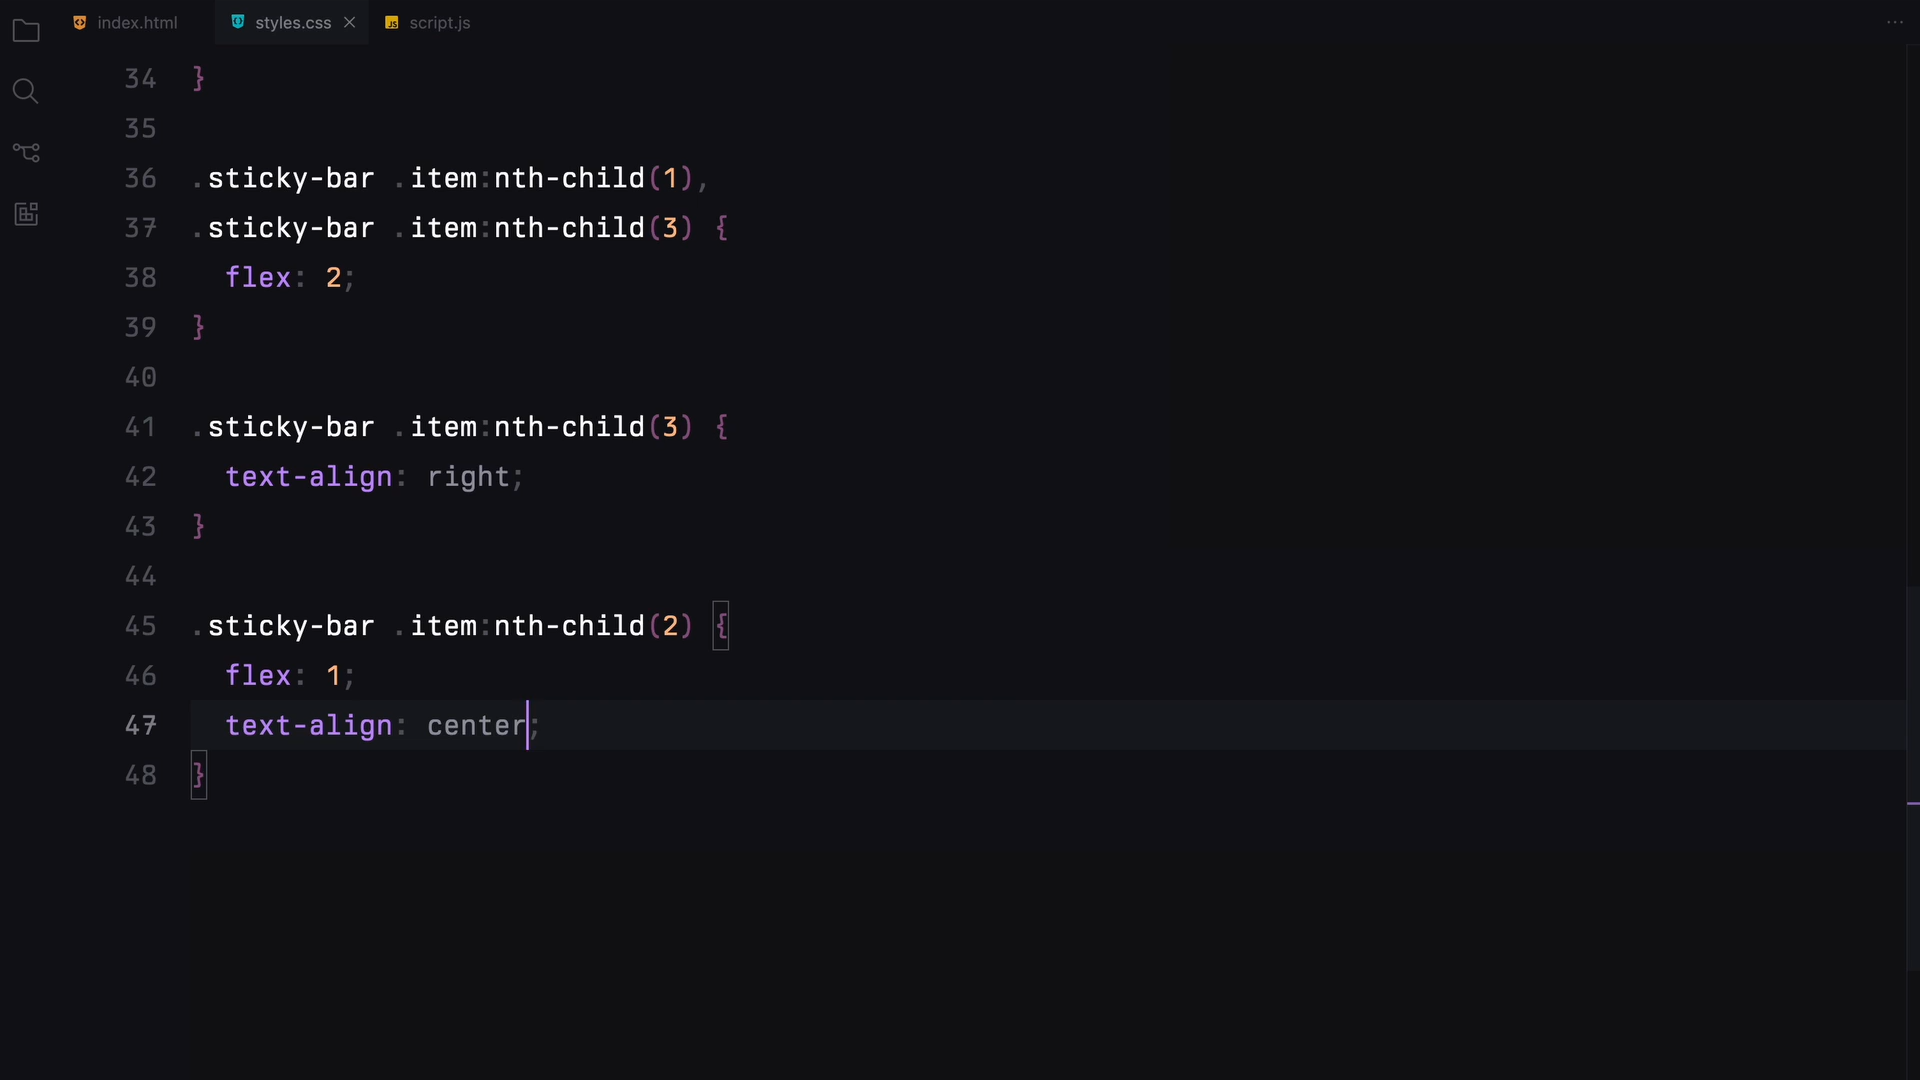 index.html styles.css script.js
34 }
35
36 .sticky-bar .item:nth-child(1),
37 .sticky-bar .item:nth-child(3) {
38 flex: 2;
39 }
40
41 .sticky-bar .item:nth-child(3) {
42 text-align: right;
43 }
44
45 .sticky-bar .item:nth-child(2) {
46 flex: 1;
47 text-align: center;
48 }